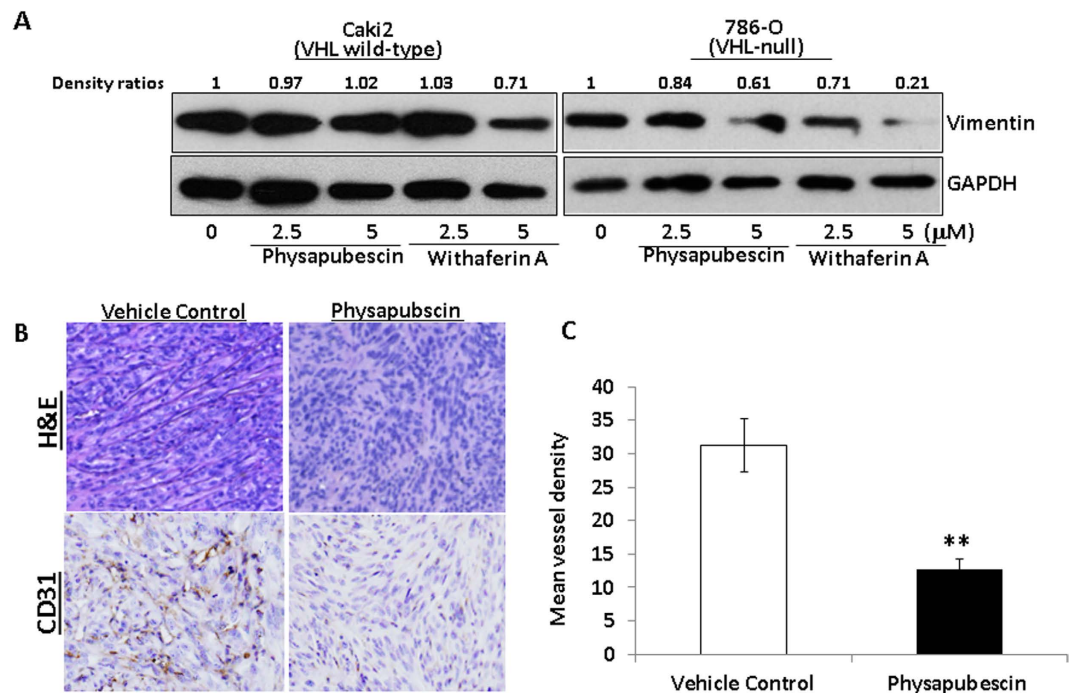 A
Caki2
(VHL wild-type)
786-O
(VHL-null)
Density ratios 1 0.97 1.02 1.03 0.71 1 0.84 0.61 0.71 0.21
Vimentin
GAPDH
0 2.5 5 2.5 5 0 2.5 5 2.5 5 (μM)
Physapubescin Withaferin A Physapubescin Withaferin A
B
Vehicle Control Physapubscin
H&E
CD31
C
Mean vessel density
40
35
30
25
20
15
10
5
0
**
Vehicle Control Physapubescin